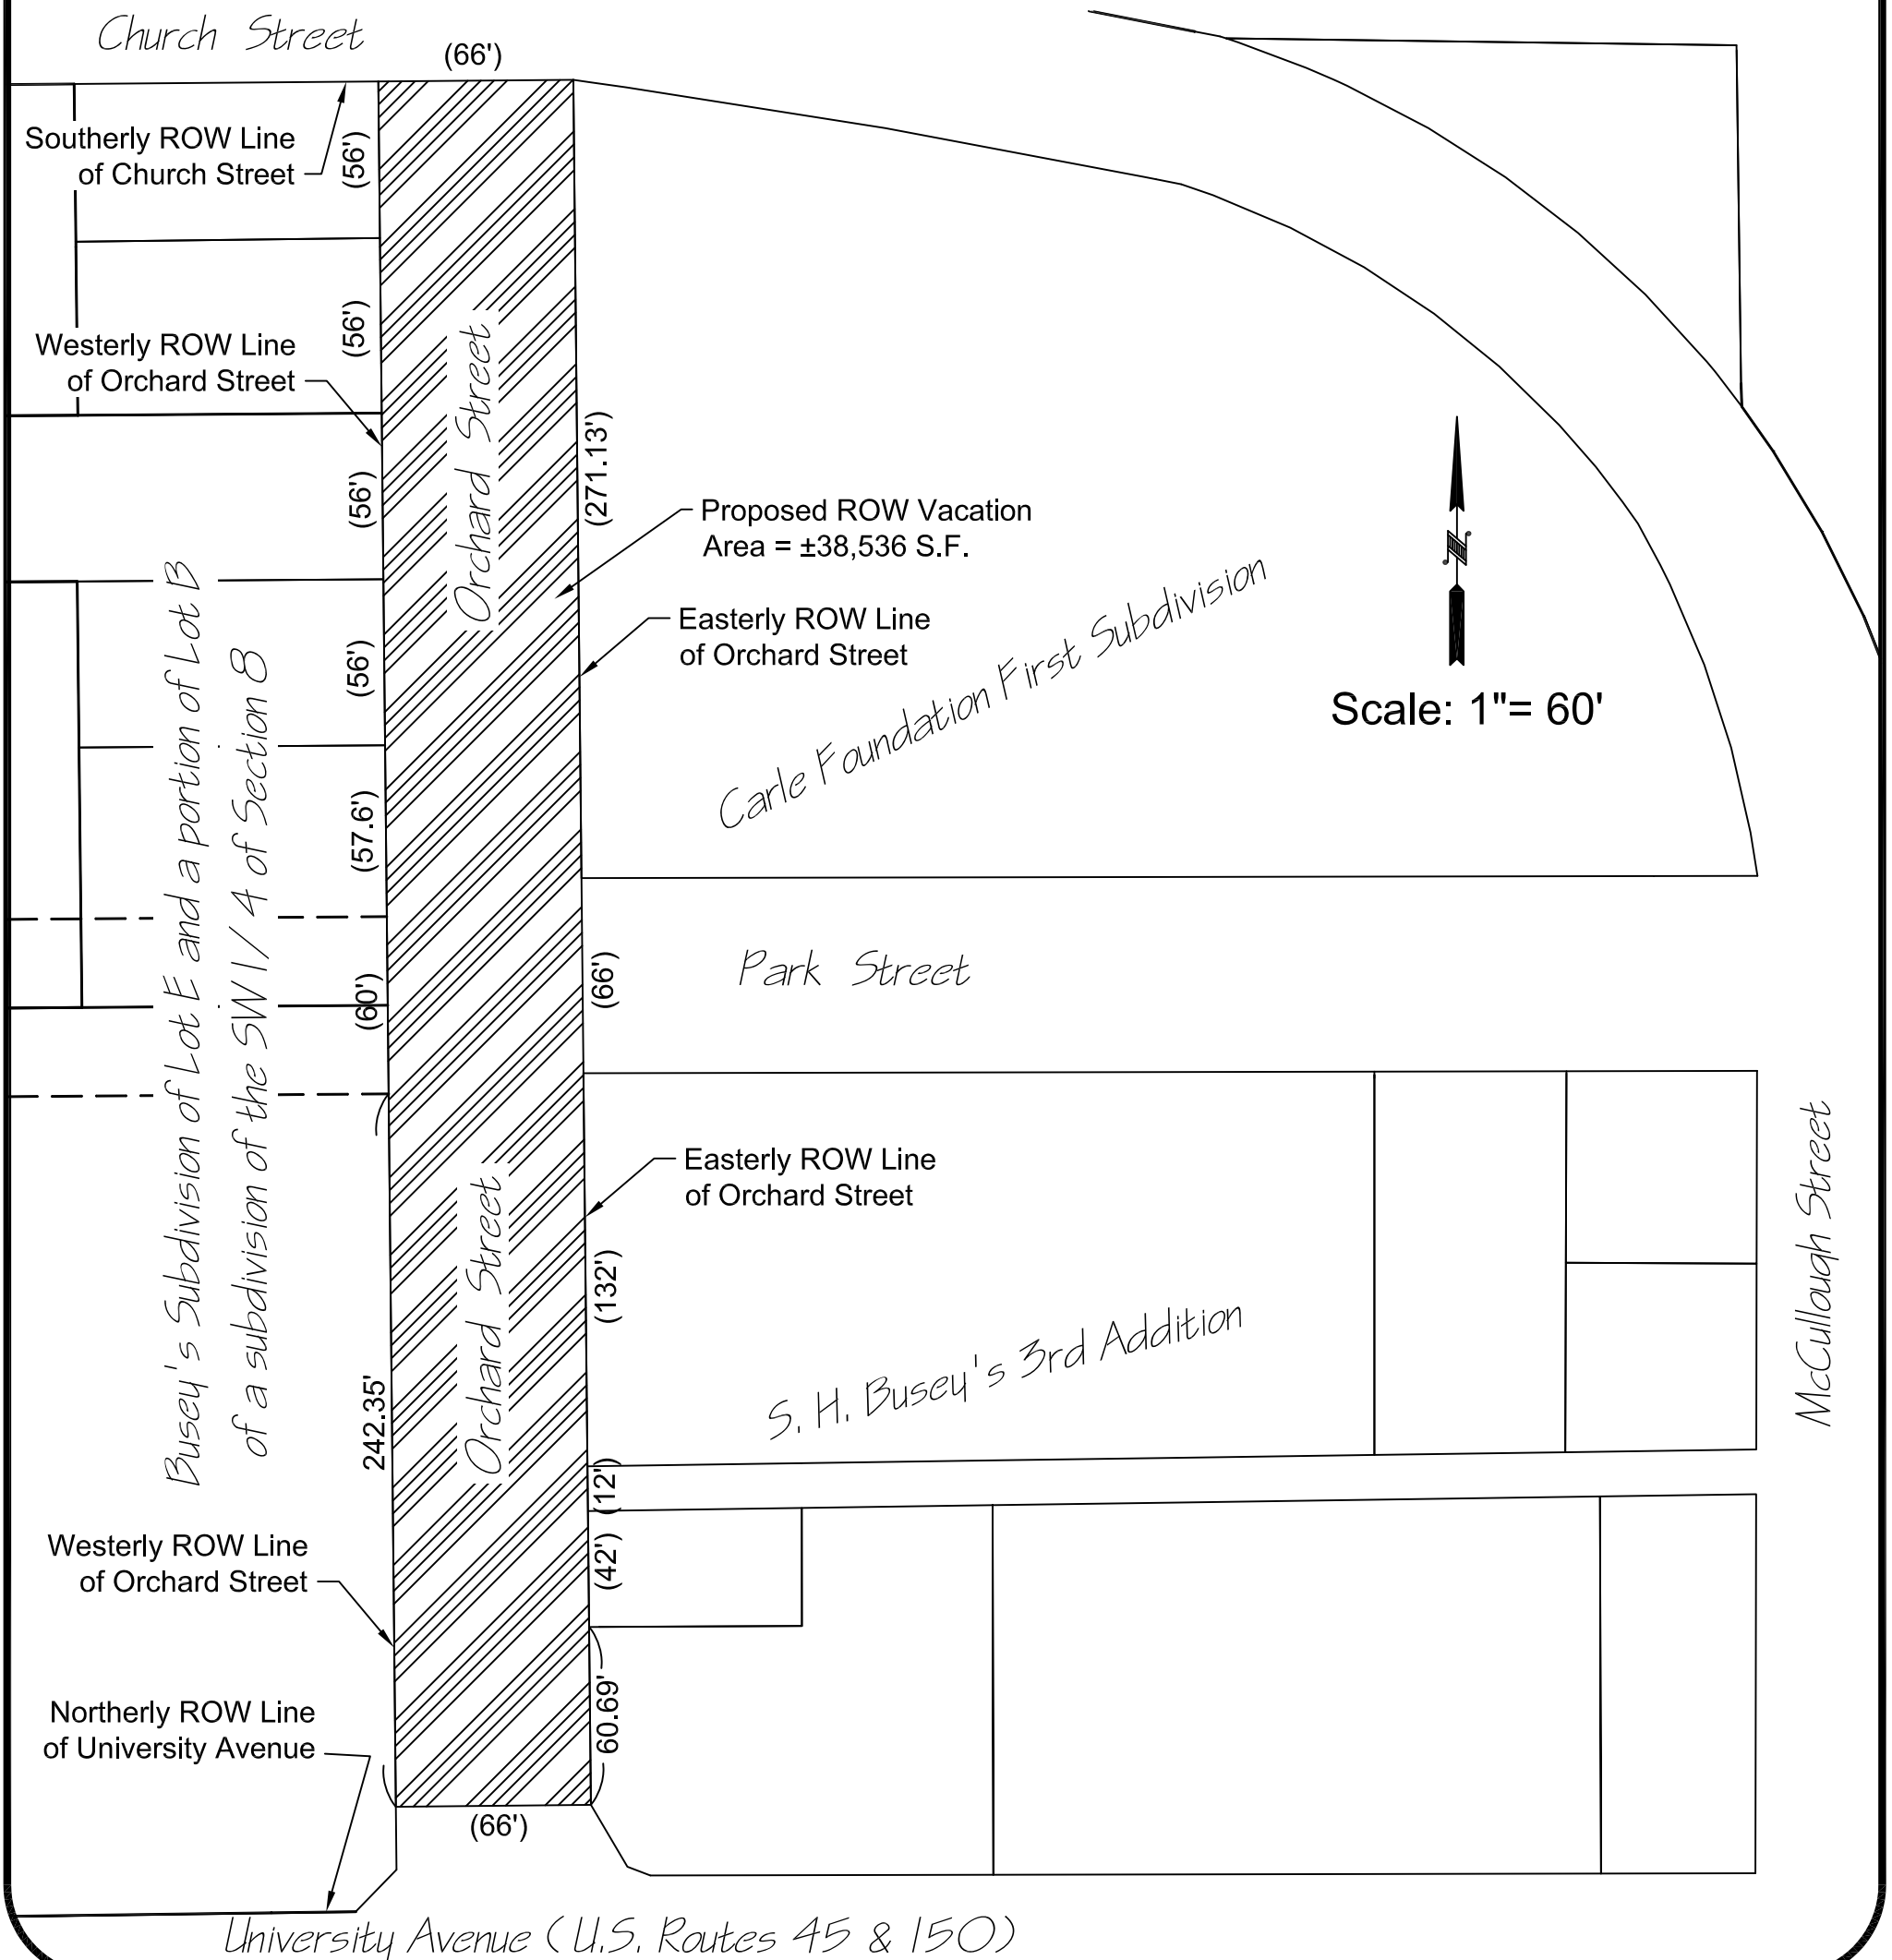 Church Street
(66')
Southerly ROW Line
of Church Street
(56')
Westerly ROW Line
of Orchard Street
(56')
Orchard Street
(271.13')
(56')
Proposed ROW Vacation
Area = ±38,536 S.F.
Easterly ROW Line
of Orchard Street
(56')
Carle Foundation First Subdivision
N
Scale: 1"= 60'
(57.6')
Busey's Subdivision of Lot E and a portion of Lot B
of a subdivision of the SW 1/4 of Section 8
(60')
(66')
Park Street
Easterly ROW Line
of Orchard Street
Orchard Street
(132')
McCullough Street
S. H. Busey's 3rd Addition
242.35'
(12')
(42')
Westerly ROW Line
of Orchard Street
60.69'
Northerly ROW Line
of University Avenue
(66')
University Avenue (U.S. Routes 45 & 150)